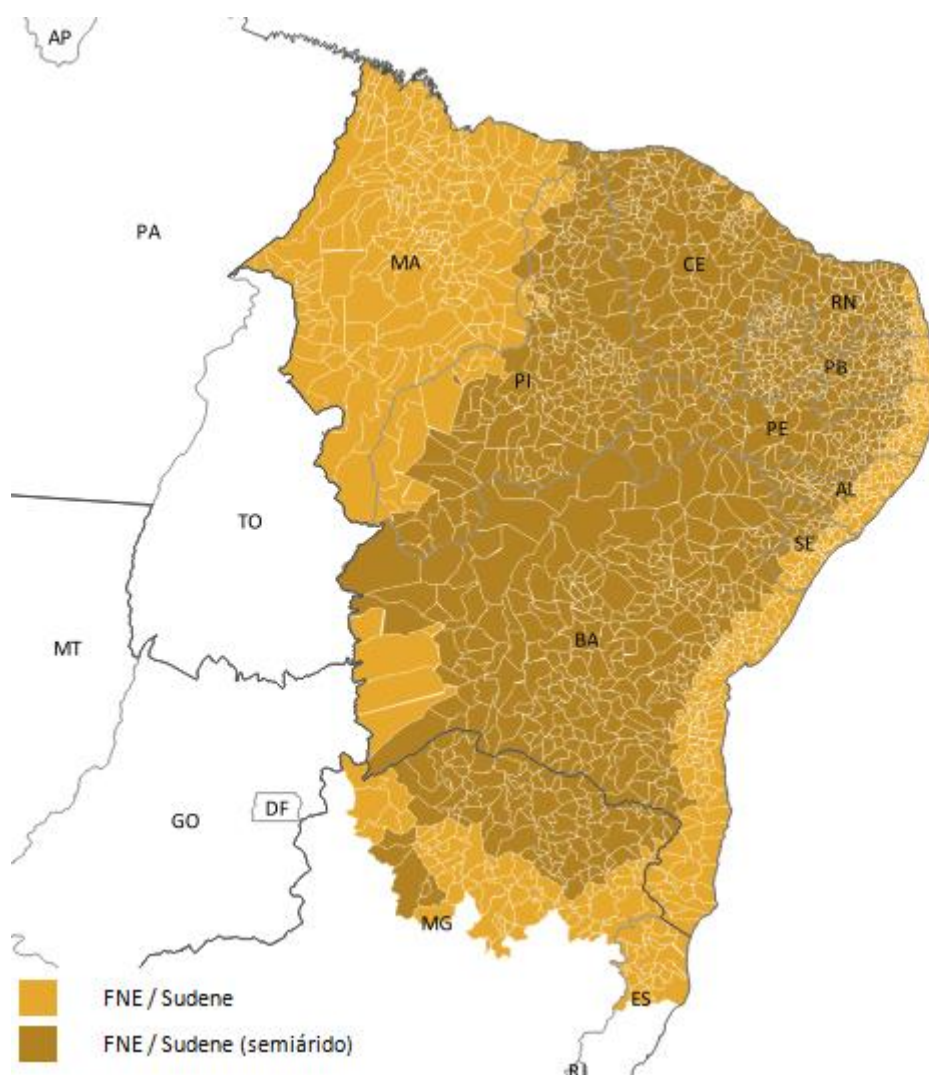 AP
PA
MA
CE
RN
PI
PB
PE
AL
TO
SE
BA
MT
DF
GO
MG
FNE / Sudene
ES
FNE / Sudene (semiárido)
RJ